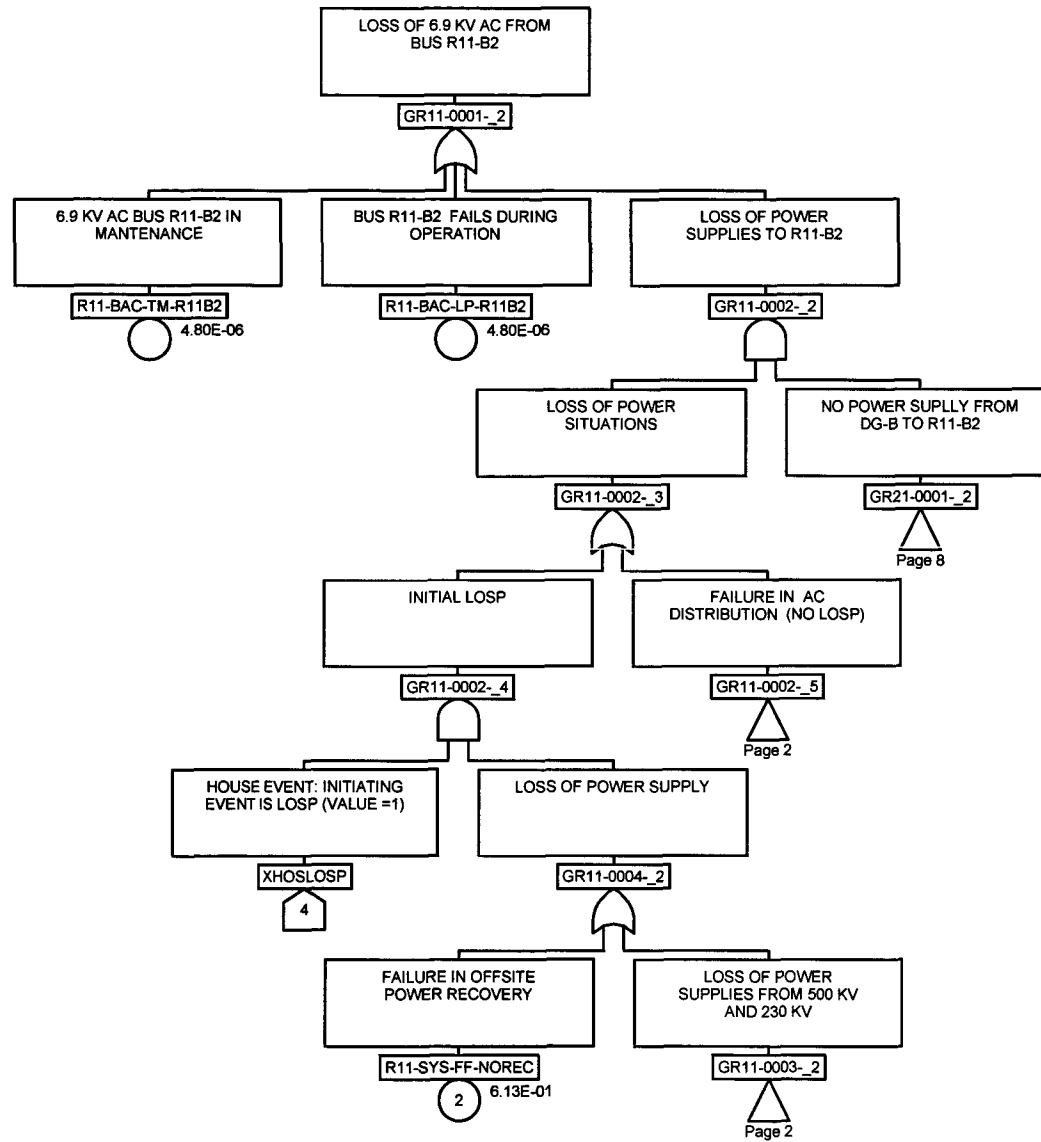 LOSS OF 6.9 KV AC FROM
BUS R11-B2
GR11-0001-_2
6.9 KV AC BUS R11-B2 IN
MANTENANCE
R11-BAC-TM-R11B2
4.80E-06
BUS R11-B2 FAILS DURING
OPERATION
R11-BAC-LP-R11B2
4.80E-06
LOSS OF POWER
SUPPLIES TO R11-B2
GR11-0002-_2
LOSS OF POWER
SITUATIONS
GR11-0002-_3
NO POWER SUPLLY FROM
DG-B TO R11-B2
GR21-0001-_2
Page 8
INITIAL LOSP
GR11-0002-_4
FAILURE IN AC
DISTRIBUTION (NO LOSP)
GR11-0002-_5
Page 2
HOUSE EVENT: INITIATING
EVENT IS LOSP (VALUE =1)
XHOSLOSP
4
LOSS OF POWER SUPPLY
GR11-0004-_2
FAILURE IN OFFSITE
POWER RECOVERY
R11-SYS-FF-NOREC
2
6.13E-01
LOSS OF POWER
SUPPLIES FROM 500 KV
AND 230 KV
GR11-0003-_2
Page 2